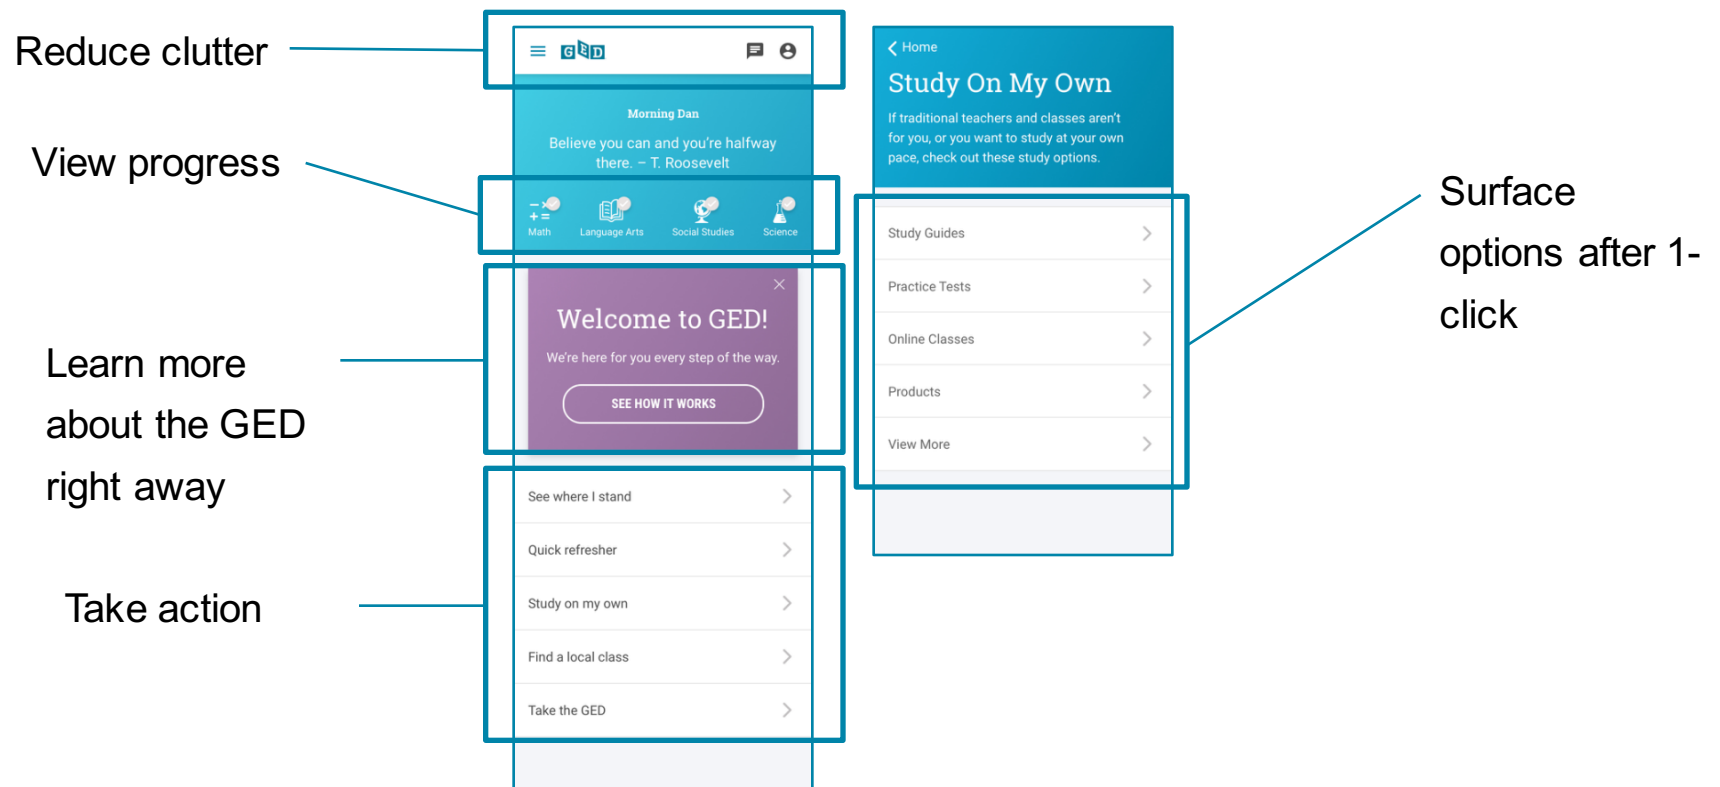 Reduce clutter
View progress
Learn more
about the GED
right away
Take action
GED
Morning Dan
Believe you can and you're halfway
there. – T. Roosevelt
Math
Language Arts
Social Studies
Science
Welcome to GED!
We're here for you every step of the way.
SEE HOW IT WORKS
See where I stand
Quick refresher
Study on my own
Find a local class
Take the GED
Home
Study On My Own
If traditional teachers and classes aren't
for you, or you want to study at your own
pace, check out these study options.
Study Guides
Practice Tests
Online Classes
Products
View More
Surface
options after 1-
click